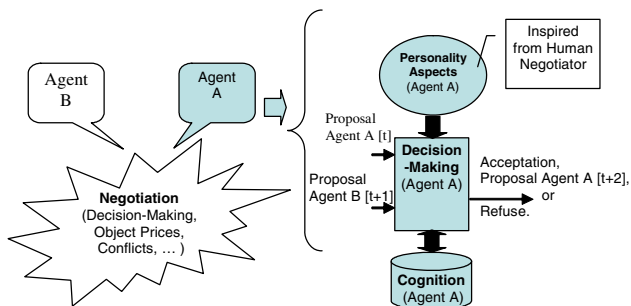 Agent
B
Agent
A
Negotiation
(Decision-Making,
Object Prices,
Conflicts, ... )
Personality
Aspects
(Agent A)
Inspired
from Human
Negotiator
Proposal
Agent A [t]
Proposal
Agent B [t+1]
Decision
-Making
(Agent A)
Acceptation,
Proposal Agent A [t+2],
or
Refuse.
Cognition
(Agent A)